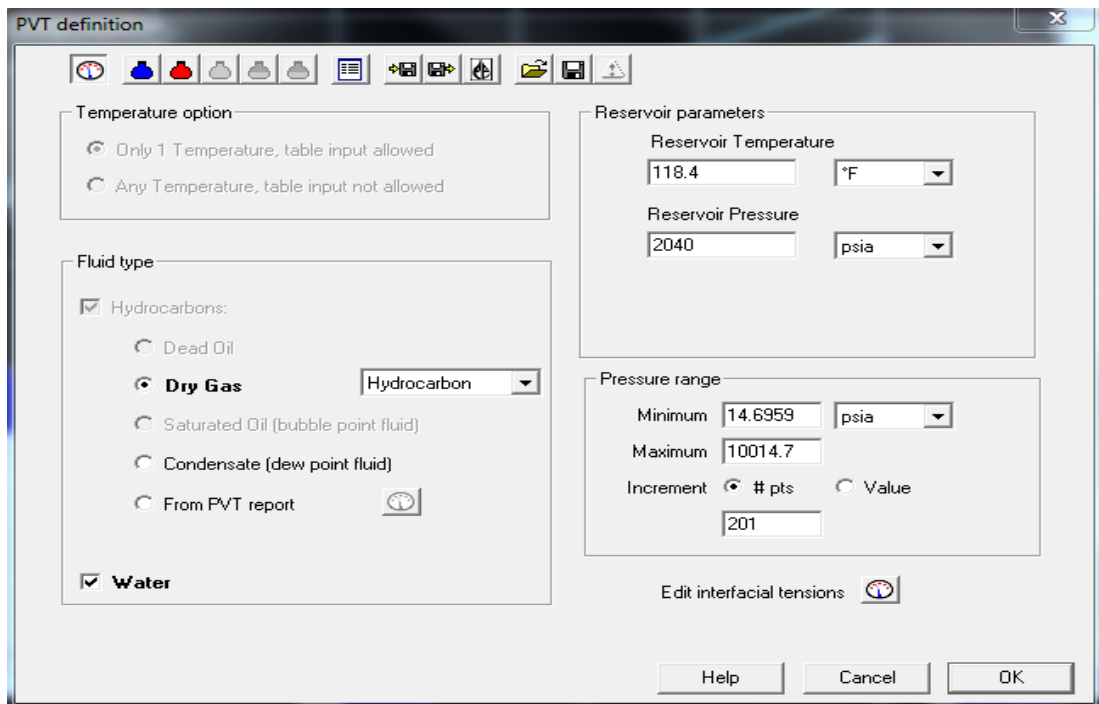 PVT definition
Temperature option
Only 1 Temperature, table input allowed
Any Temperature, table input not allowed
Fluid type
Hydrocarbons:
Dead Oil
Dry Gas
Hydrocarbon
Saturated Oil (bubble point fluid)
Condensate (dew point fluid)
From PVT report
Water
Reservoir parameters
Reservoir Temperature
118.4 °F
Reservoir Pressure
2040 psia
Pressure range
Minimum 14.6959 psia
Maximum 10014.7
Increment # pts Value
201
Edit interfacial tensions
Help Cancel OK